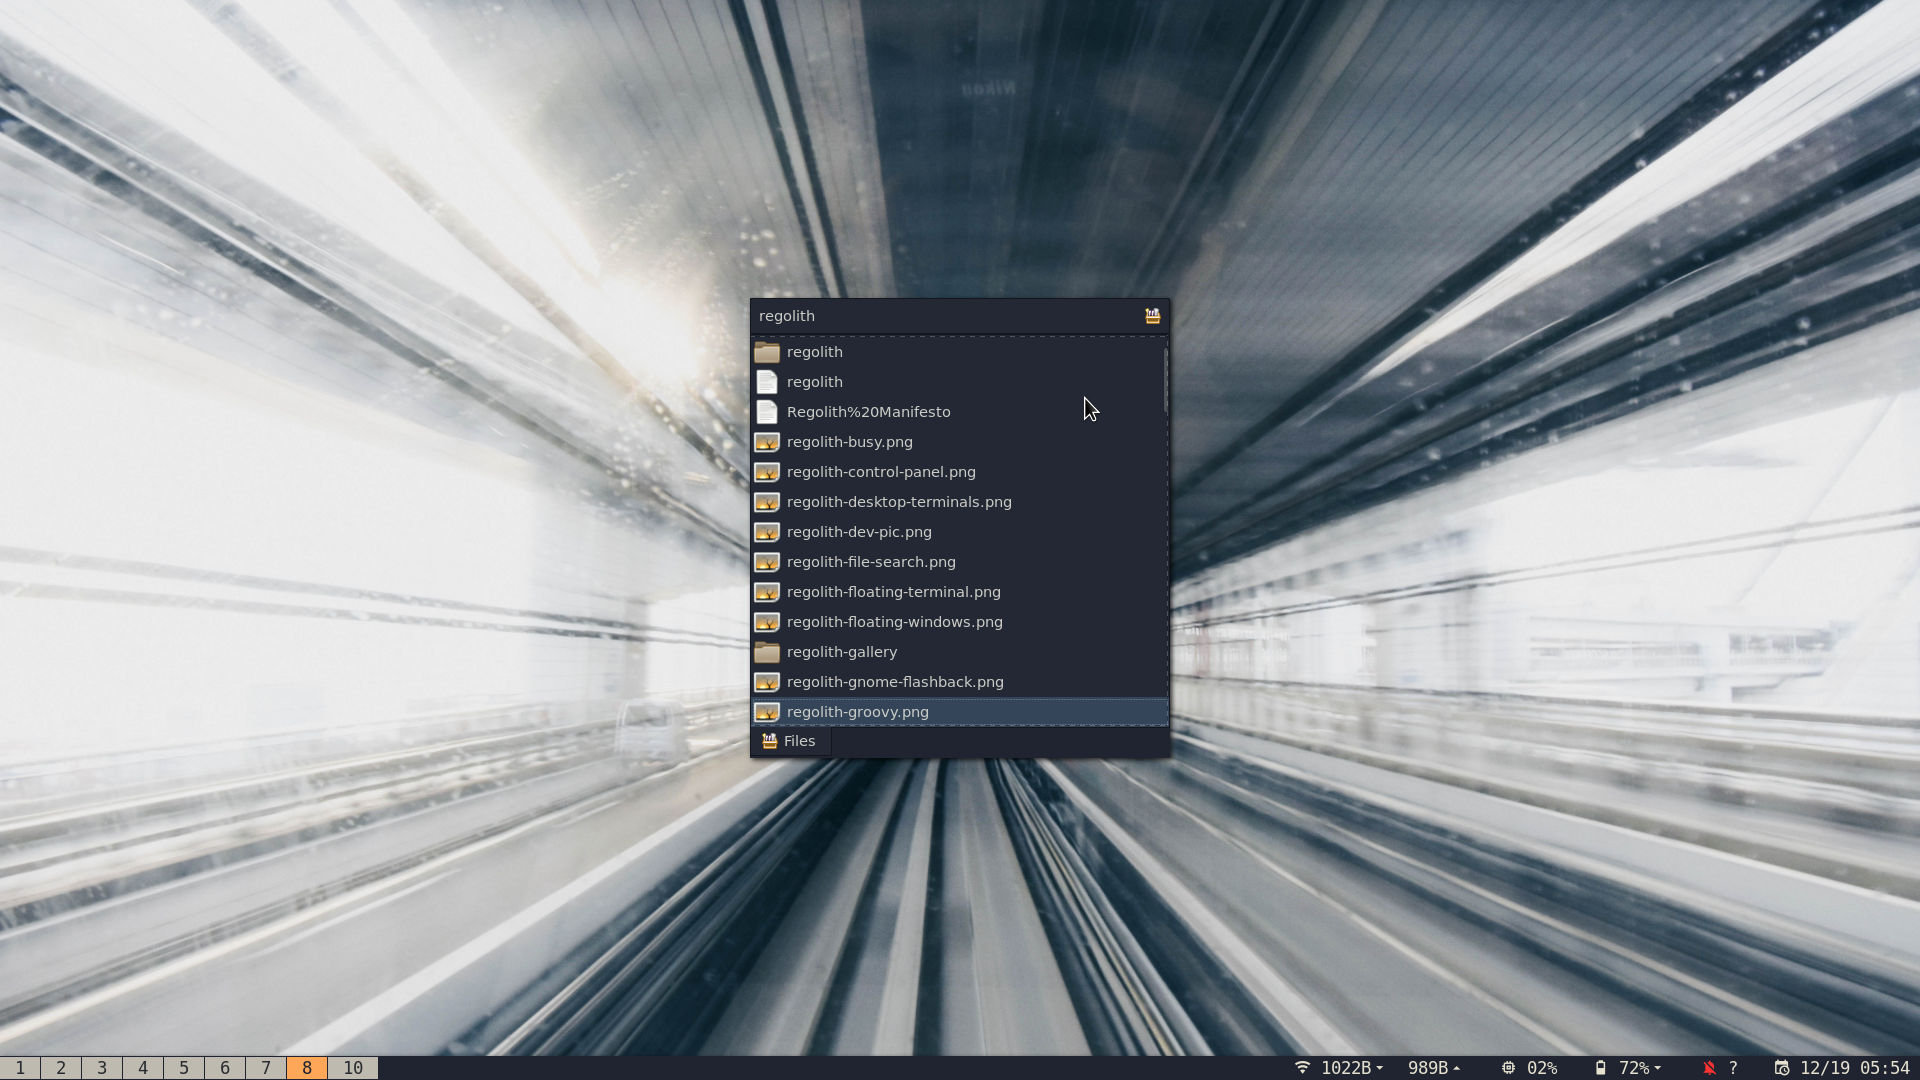 Nikon
regolith
regolith
regolith
Regolith%20Manifesto
regolith-busy.png
regolith-control-panel.png
regolith-desktop-terminals.png
regolith-dev-pic.png
regolith-file-search.png
regolith-floating-terminal.png
regolith-floating-windows.png
regolith-gallery
regolith-gnome-flashback.png
regolith-groovy.png
Files
1 2 3 4 5 6 7 8 10 1022B 989B 02% 72% ? 12/19 05:54